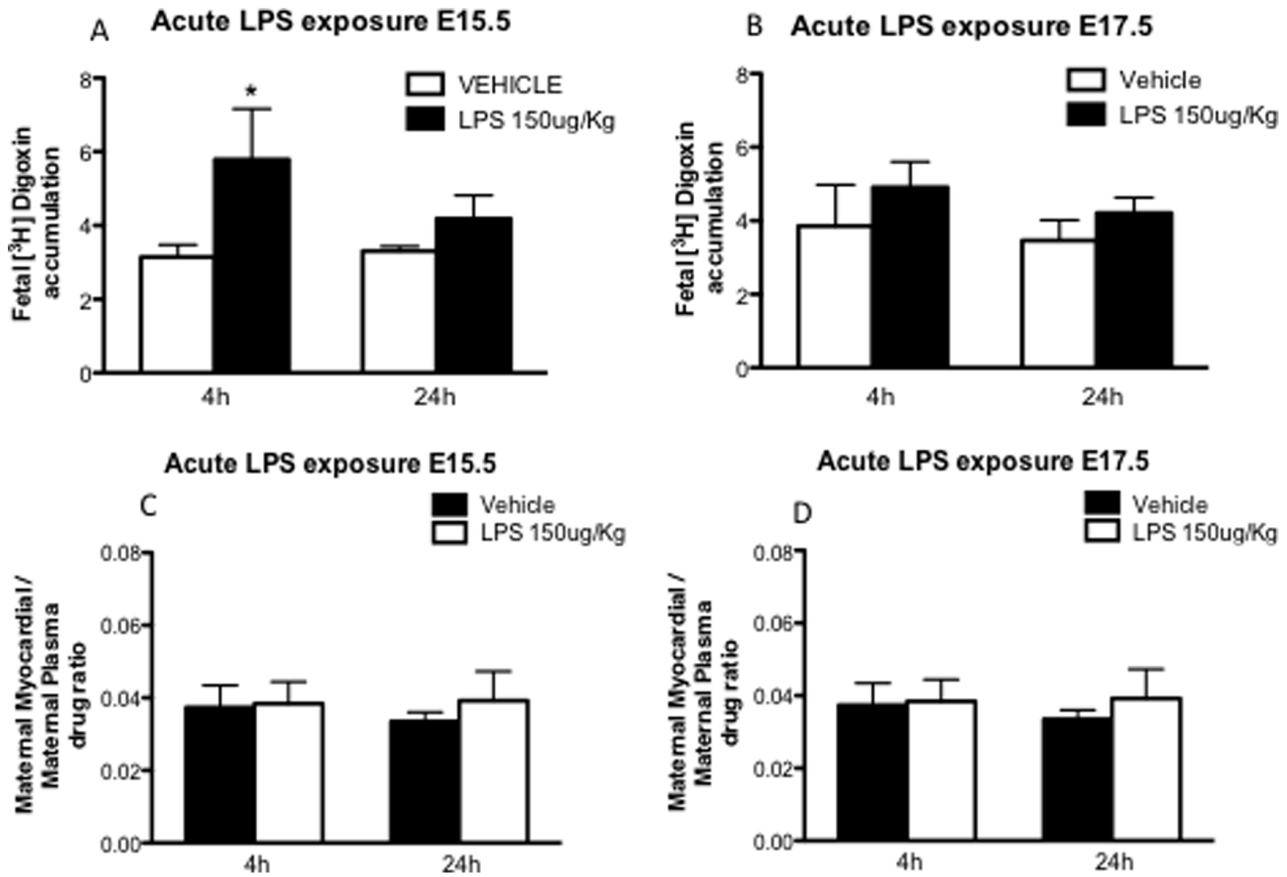 A
Acute LPS exposure E15.5
VEHICLE
LPS 150ug/Kg
Fetal [³H] Digoxin
accumulation
8
6
4
2
0
4h
24h
B
Acute LPS exposure E17.5
Vehicle
LPS 150ug/Kg
Fetal [³H] Digoxin
accumulation
8
6
4
2
0
4h
24h
*
Acute LPS exposure E15.5
C
Vehicle
LPS 150ug/Kg
Maternal Myocardial /
Maternal Plasma
drug ratio
0.08
0.06
0.04
0.02
0.00
4h
24h
Acute LPS exposure E17.5
D
Vehicle
LPS 150ug/Kg
Maternal Myocardial /
Maternal Plasma
drug ratio
0.08
0.06
0.04
0.02
0.00
4h
24h